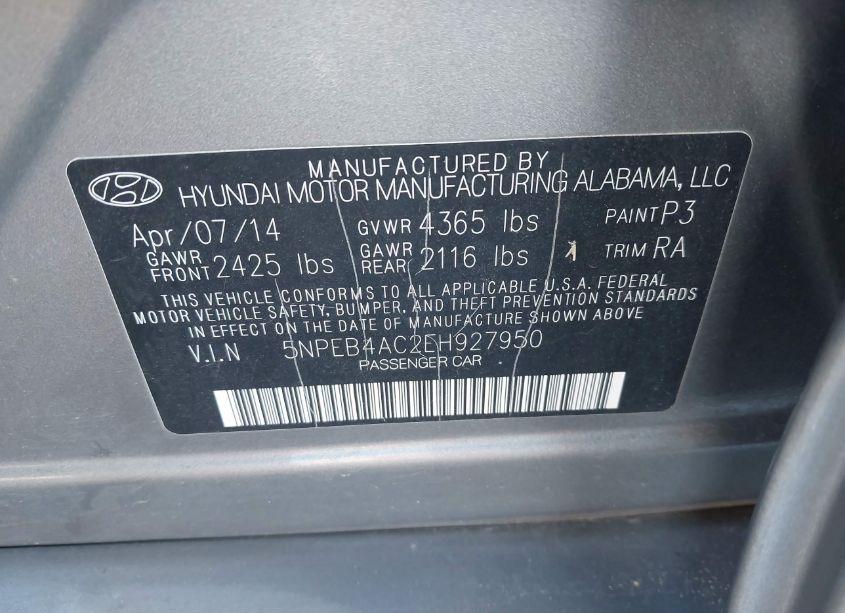 MANUFACTURED BY
HYUNDAI MOTOR MANUFACTURING ALABAMA, LLC
Apr/07/14 GVWR 4365 lbs PAINT P3
GAWR FRONT 2425 lbs GAWR REAR 2116 lbs TRIM RA
THIS VEHICLE CONFORMS TO ALL APPLICABLE U.S.A. FEDERAL
MOTOR VEHICLE SAFETY, BUMPER, AND THEFT PREVENTION STANDARDS
IN EFFECT ON THE DATE OF MANUFACTURE SHOWN ABOVE
V.I.N 5NPEB4AC2EH927950
PASSENGER CAR